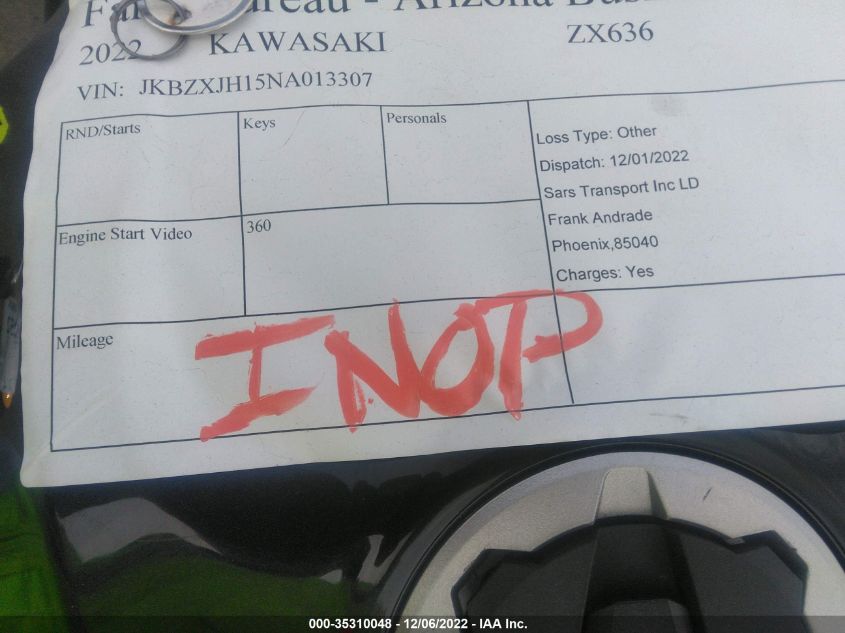 2022 KAWASAKI ZX636
VIN: JKBZXJH15NA013307
RND/Starts
Keys
Personals
Loss Type: Other
Dispatch: 12/01/2022
Sars Transport Inc LD
Frank Andrade
Phoenix,85040
Charges: Yes
Engine Start Video
360
Mileage
INOP
000-35310048 - 12/06/2022 - IAA Inc.